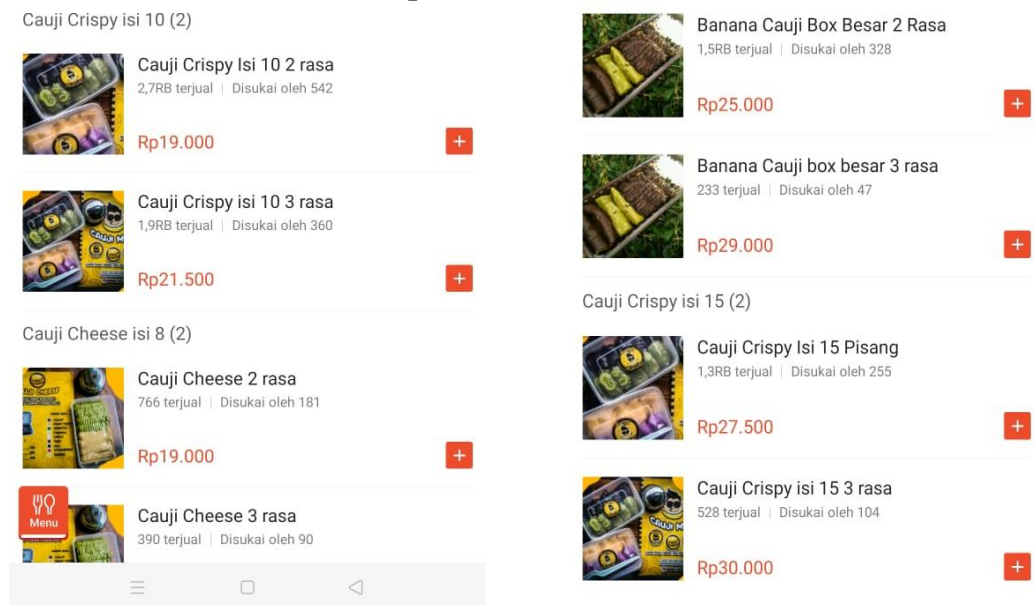 Cauji Crispy isi 10 (2)
Cauji Crispy Isi 10 2 rasa
2,7RB terjual | Disukai oleh 542
Rp19.000
Cauji Crispy isi 10 3 rasa
1,9RB terjual | Disukai oleh 360
Rp21.500
Cauji Cheese isi 8 (2)
Cauji Cheese 2 rasa
766 terjual | Disukai oleh 181
Rp19.000
Menu
Cauji Cheese 3 rasa
390 terjual | Disukai oleh 90
Banana Cauji Box Besar 2 Rasa
1,5RB terjual | Disukai oleh 328
Rp25.000
Banana Cauji box besar 3 rasa
233 terjual | Disukai oleh 47
Rp29.000
Cauji Crispy isi 15 (2)
Cauji Crispy Isi 15 Pisang
1,3RB terjual | Disukai oleh 255
Rp27.500
Cauji Crispy isi 15 3 rasa
528 terjual | Disukai oleh 104
Rp30.000